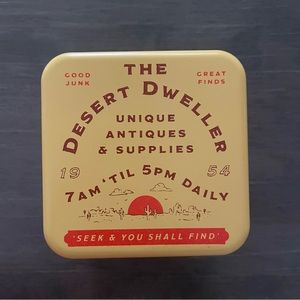 GOOD JUNK
THE
GREAT FINDS
DESERT DWELLER
UNIQUE
ANTIQUES
& SUPPLIES
19 54
7AM 'TIL 5PM DAILY
'SEEK & YOU SHALL FIND'